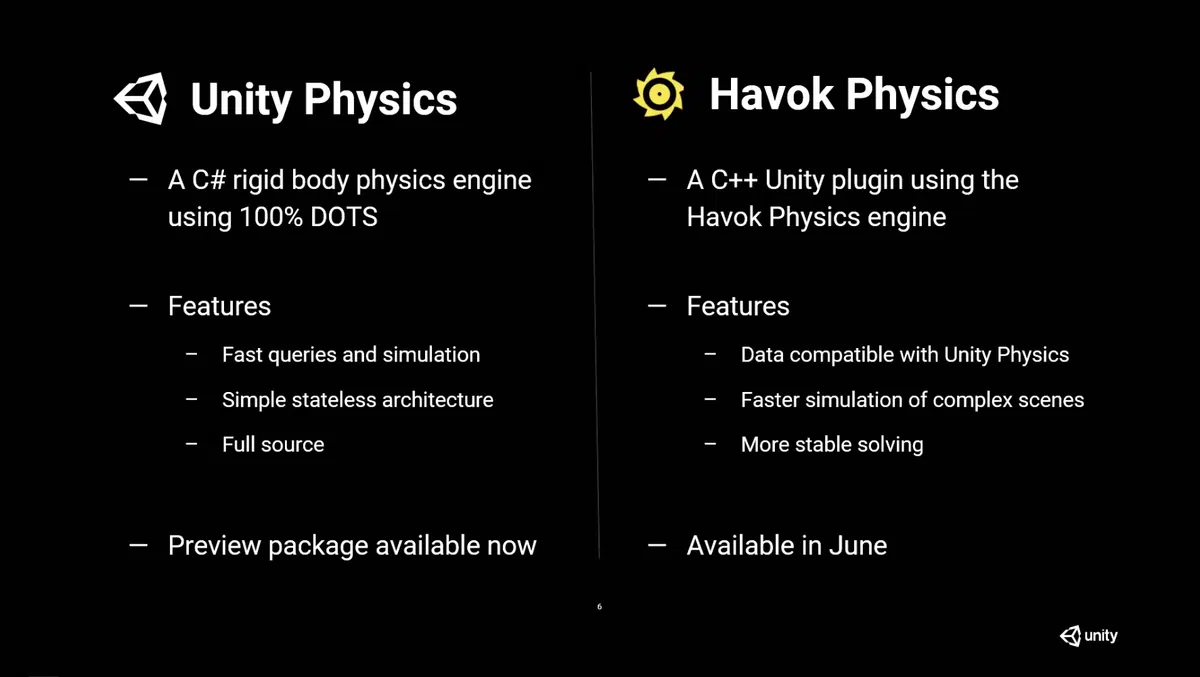 Unity Physics
— A C# rigid body physics engine
using 100% DOTS
— Features
– Fast queries and simulation
– Simple stateless architecture
– Full source
— Preview package available now
Havok Physics
— A C++ Unity plugin using the
Havok Physics engine
— Features
– Data compatible with Unity Physics
– Faster simulation of complex scenes
– More stable solving
— Available in June
6
unity